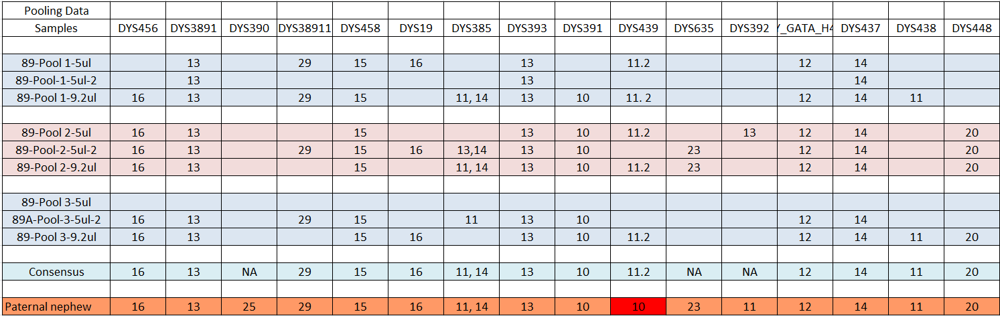 Pooling Data
Samples DYS456 DYS3891 DYS390 DYS38911 DYS458 DYS19 DYS385 DYS393 DYS391 DYS439 DYS635 DYS392 Y_GATA_H4 DYS437 DYS438 DYS448
89-Pool 1-5ul 13 29 15 16 13 11.2 12 14
89-Pool-1-5ul-2 13 13 14
89-Pool 1-9.2ul 16 13 29 15 11, 14 13 10 11. 2 12 14 11
89-Pool 2-5ul 16 13 15 13 10 11.2 13 12 14 20
89-Pool-2-5ul-2 16 13 29 15 16 13,14 13 10 23 12 14 20
89-Pool 2-9.2ul 16 13 15 11, 14 13 10 11.2 23 12 14 20
89-Pool 3-5ul
89A-Pool-3-5ul-2 16 13 29 15 11 13 10 12 14
89-Pool 3-9.2ul 16 13 15 16 13 10 11.2 12 14 11 20
Consensus 16 13 NA 29 15 16 11, 14 13 10 11.2 NA NA 12 14 11 20
Paternal nephew 16 13 25 29 15 16 11, 14 13 10 10 23 11 12 14 11 20